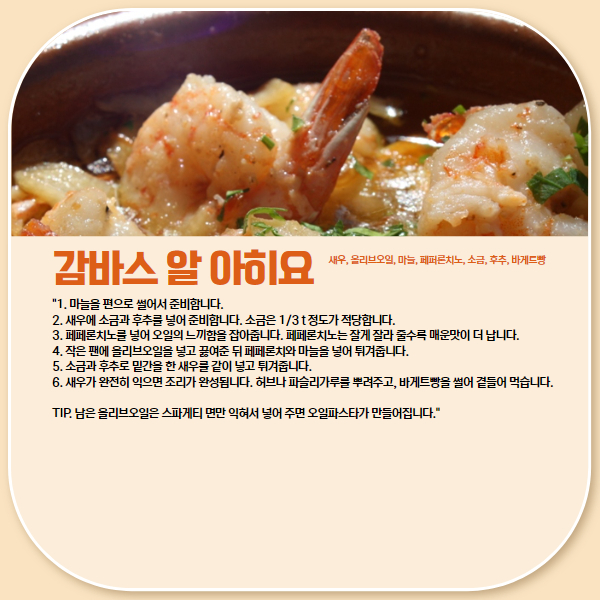 감바스 알 아히요
새우, 올리브오일, 마늘, 페퍼론치노, 소금, 후추, 바게트빵
"1. 마늘을 편으로 썰어서 준비합니다.
2. 새우에 소금과 후추를 넣어 준비합니다. 소금은 1/3 t 정도가 적당합니다.
3. 페페론치노를 넣어 오일의 느끼함을 잡아줍니다. 페페론치노는 잘게 잘라 줄수록 매운맛이 더 납니다.
4. 작은 팬에 올리브오일을 넣고 끓여준 뒤 페페론치와 마늘을 넣어 튀겨줍니다.
5. 소금과 후추로 밑간을 한 새우를 같이 넣고 튀겨줍니다.
6. 새우가 완전히 익으면 조리가 완성됩니다. 허브나 파슬리가루를 뿌려주고, 바게트빵을 썰어 곁들어 먹습니다.
TIP. 남은 올리브오일은 스파게티 면만 익혀서 넣어 주면 오일파스타가 만들어집니다."